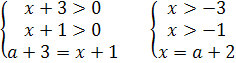 x + 3 > 0
x + 1 > 0
a + 3 = x + 1
x > −3
x > −1
x = a + 2